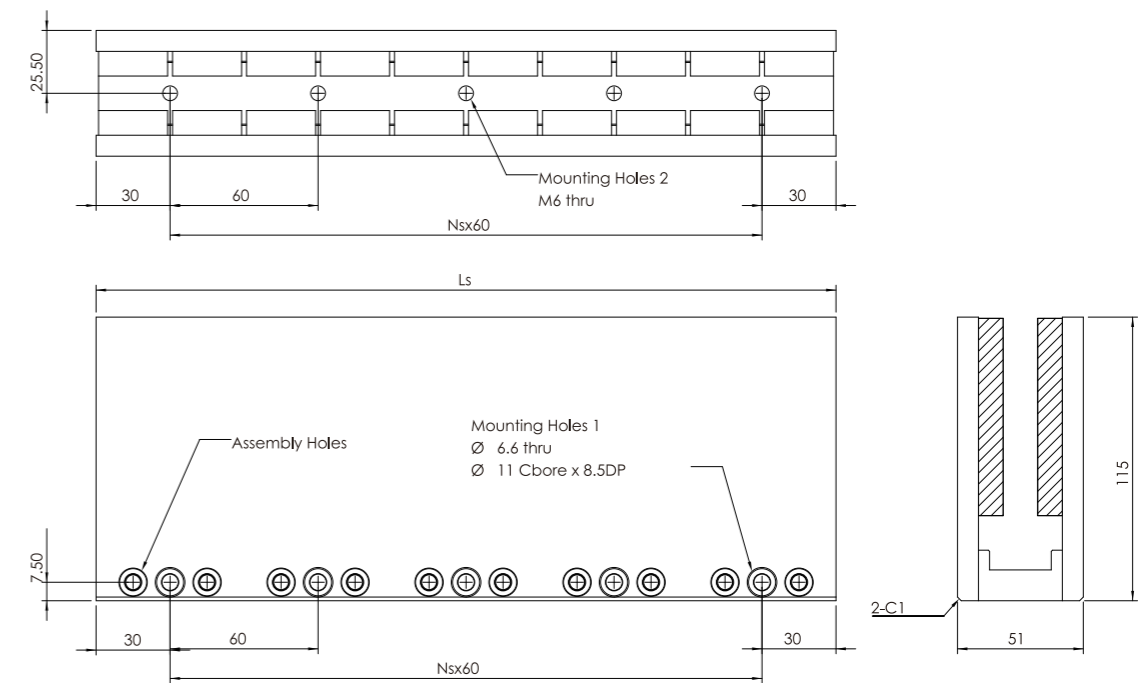 25.50
Mounting Holes 2
M6 thru
30
60
30
Nsx60
Ls
Mounting Holes 1
Ø 6.6 thru
Ø 11 Cbore x 8.5DP
Assembly Holes
115
7.50
2-C1
30
60
30
51
Nsx60